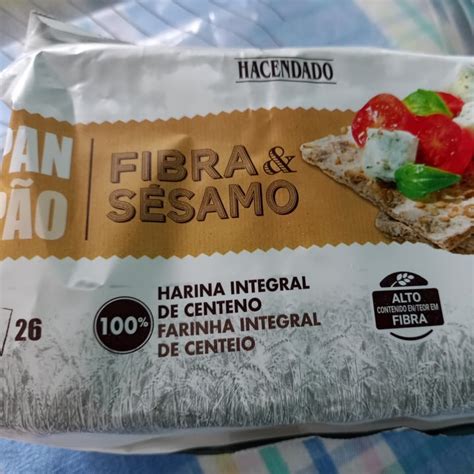 HACENDADO
PAN
PÃO
FIBRA &
SÉSAMO
26
100%
HARINA INTEGRAL
DE CENTENO
FARINHA INTEGRAL
DE CENTEIO
ALTO
CONTENIDO EN/TEOR EM
FIBRA